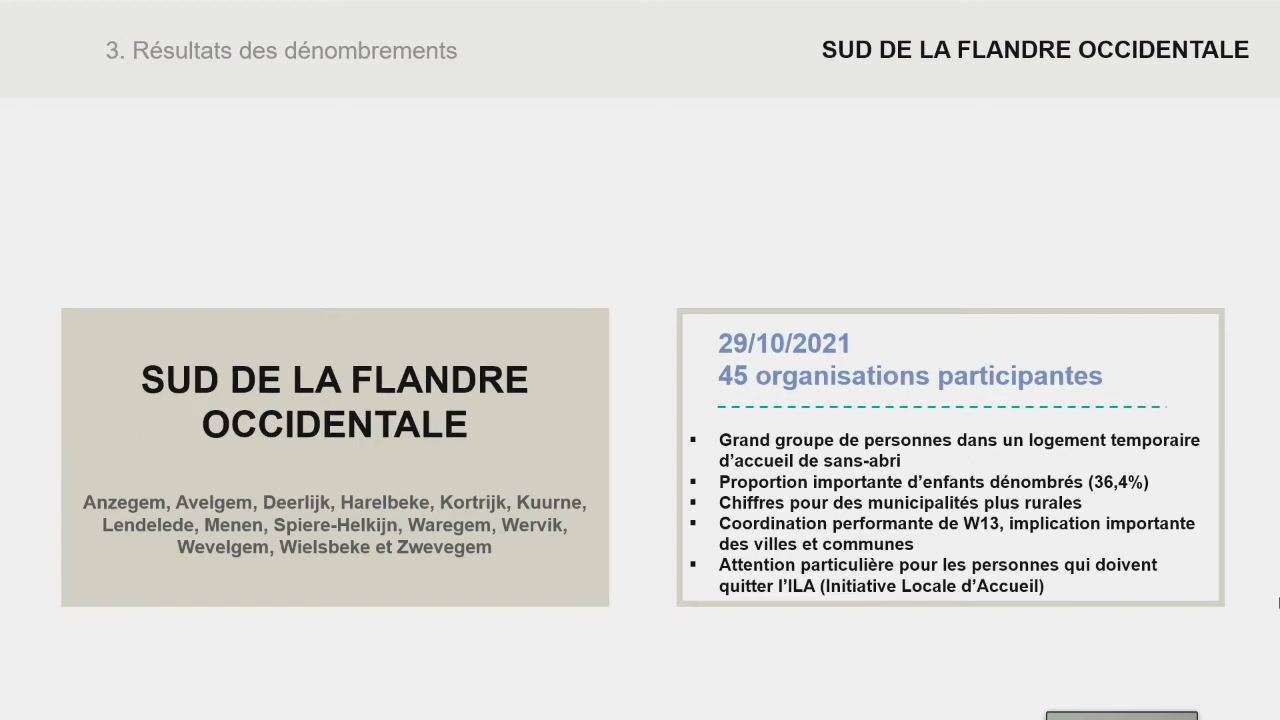 3. Résultats des dénombrements
SUD DE LA FLANDRE OCCIDENTALE
SUD DE LA FLANDRE
OCCIDENTALE
Anzegem, Avelgem, Deerlijk, Harelbeke, Kortrijk, Kuurne,
Lendelede, Menen, Spiere-Helkijn, Waregem, Wervik,
Wevelgem, Wielsbeke et Zwevegem
29/10/2021
45 organisations participantes
▪ Grand groupe de personnes dans un logement temporaire
d’accueil de sans-abri
▪ Proportion importante d’enfants dénombrés (36,4%)
▪ Chiffres pour des municipalités plus rurales
▪ Coordination performante de W13, implication importante
des villes et communes
▪ Attention particulière pour les personnes qui doivent
quitter l’ILA (Initiative Locale d’Accueil)